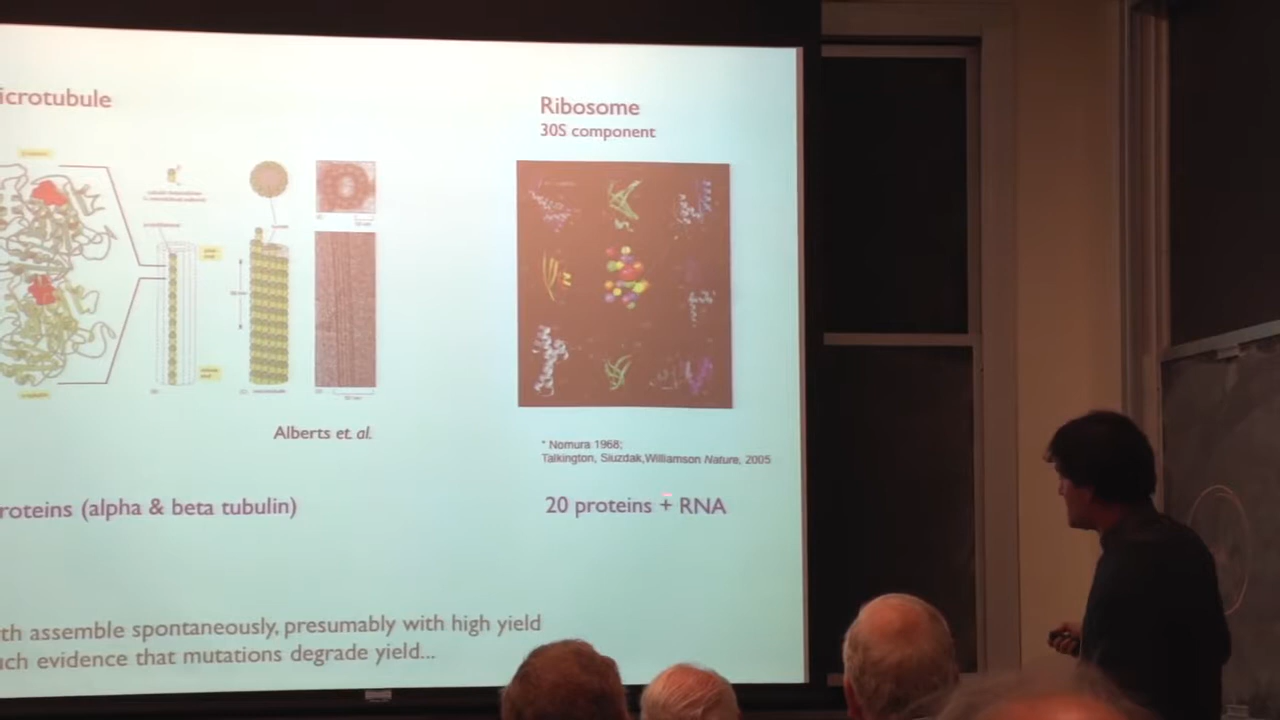 icrotubule
Ribosome
30S component
Alberts et. al.
* Nomura 1968;
Talkington, Siuzdak,Williamson Nature, 2005
roteins (alpha & beta tubulin)
20 proteins + RNA
th assemble spontaneously, presumably with high yield
uch evidence that mutations degrade yield...